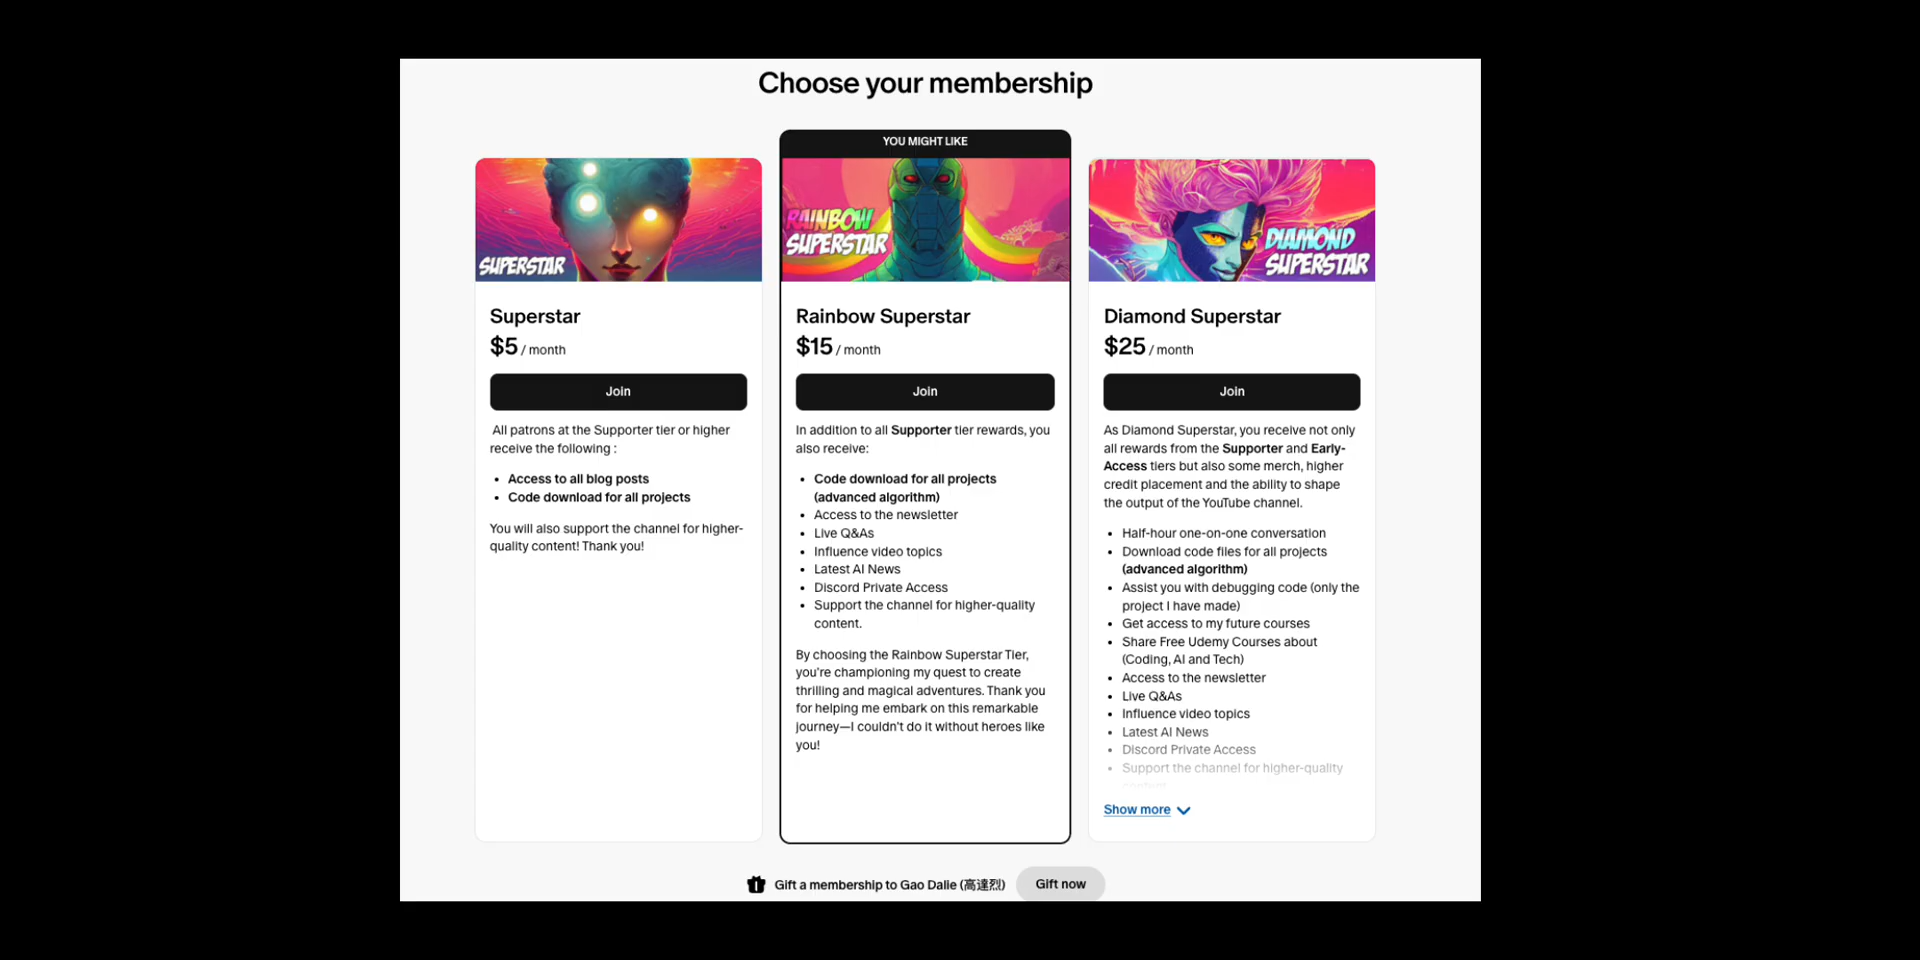 Choose your membership
YOU MIGHT LIKE
SUPERSTAR
RAINBOW
SUPERSTAR
DIAMOND
SUPERSTAR
Superstar
$5 / month
Join
All patrons at the Supporter tier or higher
receive the following :
• Access to all blog posts
• Code download for all projects
You will also support the channel for higher-
quality content! Thank you!
Rainbow Superstar
$15 / month
Join
In addition to all Supporter tier rewards, you
also receive:
• Code download for all projects
(advanced algorithm)
• Access to the newsletter
• Live Q&As
• Influence video topics
• Latest AI News
• Discord Private Access
• Support the channel for higher-quality
content.
By choosing the Rainbow Superstar Tier,
you're championing my quest to create
thrilling and magical adventures. Thank you
for helping me embark on this remarkable
journey—I couldn't do it without heroes like
you!
Diamond Superstar
$25 / month
Join
As Diamond Superstar, you receive not only
all rewards from the Supporter and Early-
Access tiers but also some merch, higher
credit placement and the ability to shape
the output of the YouTube channel.
• Half-hour one-on-one conversation
• Download code files for all projects
(advanced algorithm)
• Assist you with debugging code (only the
project I have made)
• Get access to my future courses
• Share Free Udemy Courses about
(Coding, AI and Tech)
• Access to the newsletter
• Live Q&As
• Influence video topics
• Latest AI News
• Discord Private Access
• Support the channel for higher-quality
Show more
Gift a membership to Gao Dalie (高達烈)
Gift now